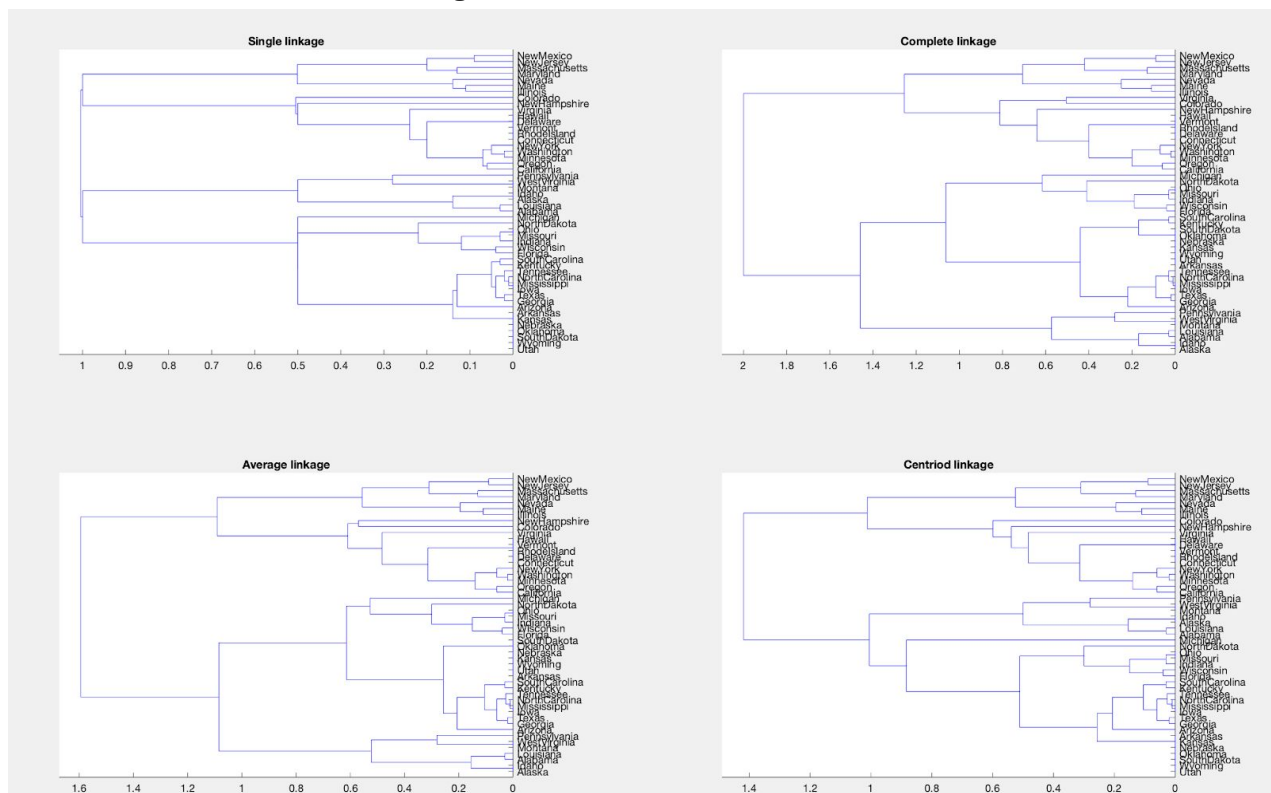 Single linkage
NewMexico
NewJersey
Massachusetts
Maryland
Nevada
Maine
Illinois
Colorado
NewHampshire
Virginia
Hawaii
Delaware
Vermont
RhodeIsland
Connecticut
NewYork
Washington
Minnesota
Oregon
California
Pennsylvania
WestVirginia
Montana
Idaho
Alaska
Louisiana
Alabama
Michigan
NorthDakota
Ohio
Missouri
Indiana
Wisconsin
Florida
SouthCarolina
Kentucky
Tennessee
NorthCarolina
Mississippi
Iowa
Texas
Georgia
Arizona
Arkansas
Kansas
Nebraska
Oklahoma
SouthDakota
Wyoming
Utah
1 0.9 0.8 0.7 0.6 0.5 0.4 0.3 0.2 0.1 0
Complete linkage
NewMexico
NewJersey
Massachusetts
Maryland
Nevada
Maine
Illinois
Virginia
Colorado
NewHampshire
Hawaii
Vermont
RhodeIsland
Delaware
Connecticut
NewYork
Washington
Minnesota
Oregon
California
Michigan
NorthDakota
Ohio
Missouri
Indiana
Wisconsin
Florida
SouthCarolina
Kentucky
SouthDakota
Oklahoma
Nebraska
Kansas
Wyoming
Utah
Arkansas
Tennessee
NorthCarolina
Mississippi
Iowa
Texas
Georgia
Arizona
Pennsylvania
WestVirginia
Montana
Louisiana
Alabama
Idaho
Alaska
2 1.8 1.6 1.4 1.2 1 0.8 0.6 0.4 0.2 0
Average linkage
NewMexico
NewJersey
Massachusetts
Maryland
Nevada
Maine
Illinois
NewHampshire
Colorado
Virginia
Hawaii
Vermont
RhodeIsland
Delaware
Connecticut
NewYork
Washington
Minnesota
Oregon
California
Michigan
NorthDakota
Ohio
Missouri
Indiana
Wisconsin
Florida
SouthDakota
Oklahoma
Nebraska
Kansas
Wyoming
Utah
Arkansas
SouthCarolina
Kentucky
Tennessee
NorthCarolina
Mississippi
Iowa
Texas
Georgia
Arizona
Pennsylvania
WestVirginia
Montana
Louisiana
Alabama
Idaho
Alaska
1.6 1.4 1.2 1 0.8 0.6 0.4 0.2 0
Centriod linkage
NewMexico
NewJersey
Massachusetts
Maryland
Nevada
Maine
Illinois
Colorado
NewHampshire
Virginia
Hawaii
Delaware
Vermont
RhodeIsland
Connecticut
NewYork
Washington
Minnesota
Oregon
California
Pennsylvania
WestVirginia
Montana
Idaho
Alaska
Louisiana
Alabama
Michigan
NorthDakota
Ohio
Missouri
Indiana
Wisconsin
Florida
SouthCarolina
Kentucky
Tennessee
NorthCarolina
Mississippi
Iowa
Texas
Georgia
Arizona
Arkansas
Kansas
Nebraska
Oklahoma
SouthDakota
Wyoming
Utah
1.4 1.2 1 0.8 0.6 0.4 0.2 0